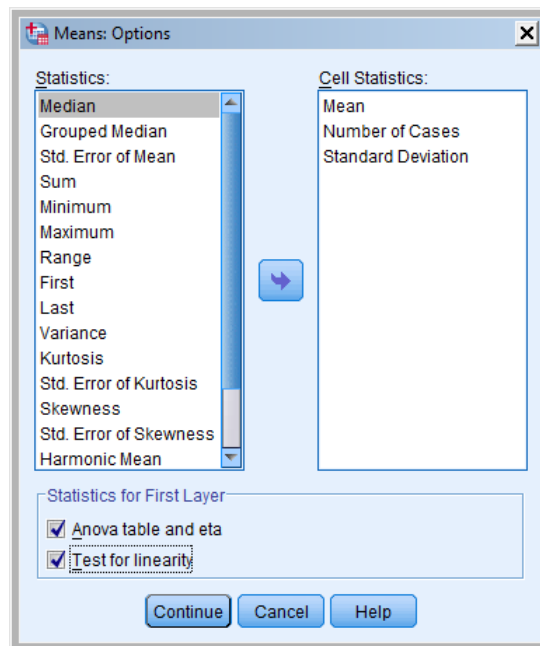 Means: Options
Statistics:
Median
Grouped Median
Std. Error of Mean
Sum
Minimum
Maximum
Range
First
Last
Variance
Kurtosis
Std. Error of Kurtosis
Skewness
Std. Error of Skewness
Harmonic Mean
Cell Statistics:
Mean
Number of Cases
Standard Deviation
Statistics for First Layer
Anova table and eta
Test for linearity
Continue
Cancel
Help